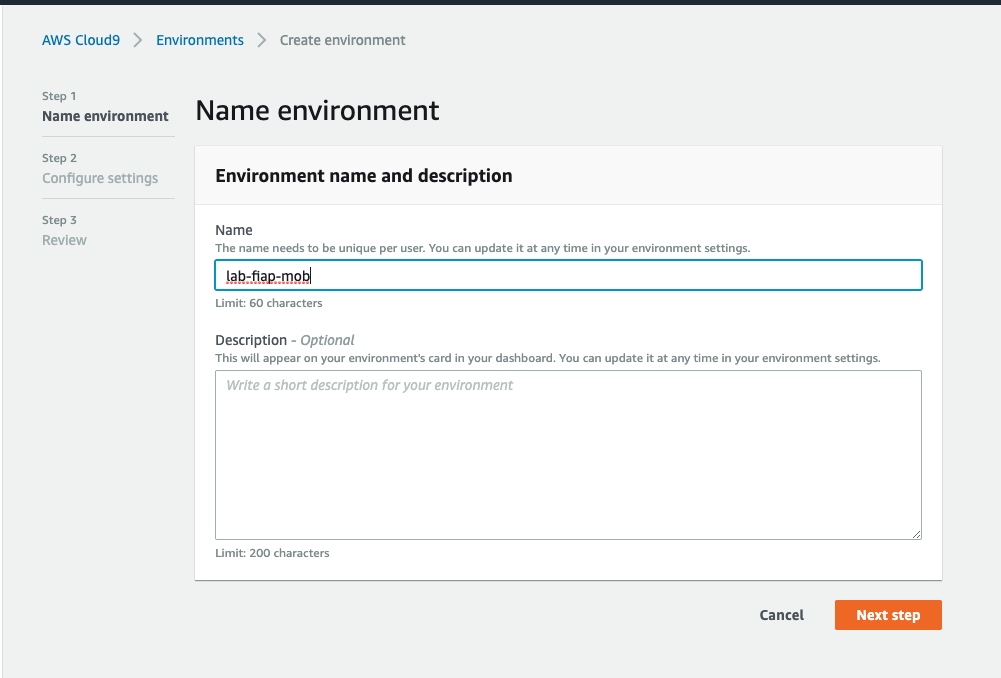 AWS Cloud9 > Environments > Create environment
Step 1
Name environment
Step 2
Configure settings
Step 3
Review
Name environment
Environment name and description
Name
The name needs to be unique per user. You can update it at any time in your environment settings.
lab-fiap-mob
Limit: 60 characters
Description - Optional
This will appear on your environment's card in your dashboard. You can update it at any time in your environment settings.
Write a short description for your environment
Limit: 200 characters
Cancel
Next step